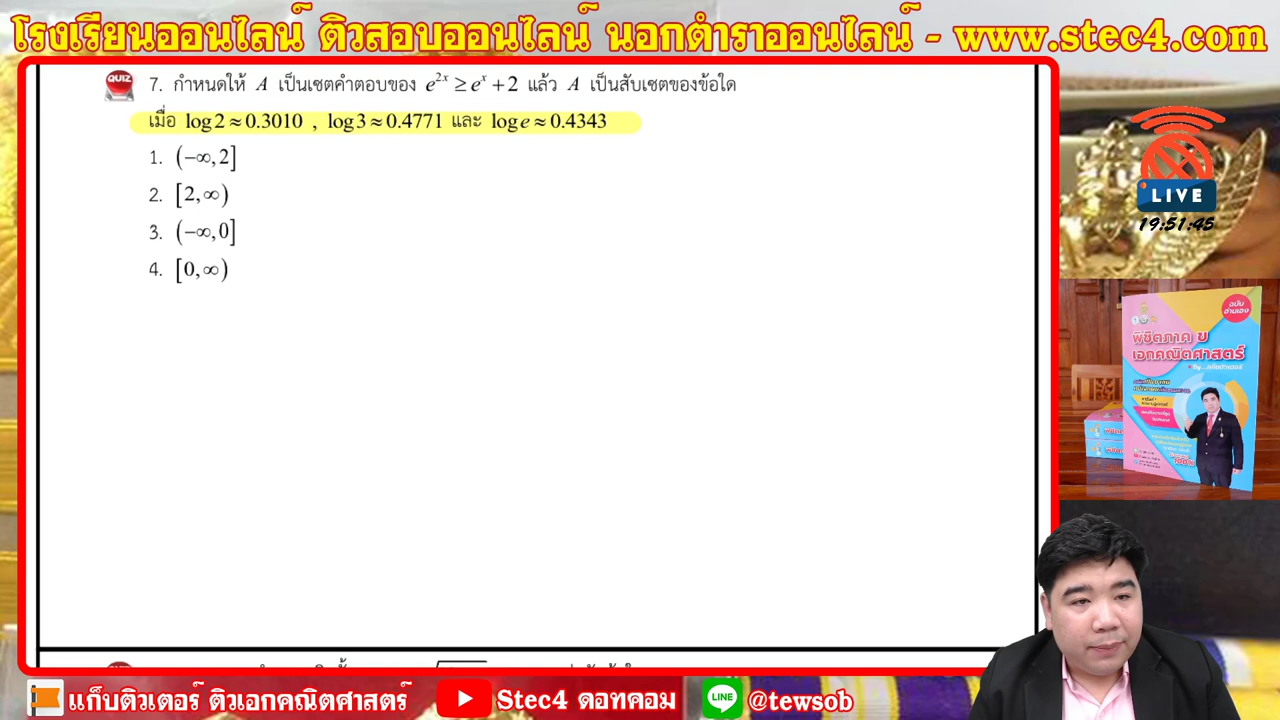 โรงเรียนออนไลน์ ติวสอบออนไลน์ นอกตำราออนไลน์ - www.stec4.com
QUIZ 7. กำหนดให้ A เป็นเซตคำตอบของ e^{2x} ≥ e^x + 2 แล้ว A เป็นสับเซตของข้อใด
เมื่อ log 2 ≈ 0.3010 , log 3 ≈ 0.4771 และ log e ≈ 0.4343
1. (−∞, 2]
2. [2, ∞)
3. (−∞, 0]
4. [0, ∞)
LIVE
19:51:45
ฉบับ
อ่านเอง
พิชิตภาค ข
เอกคณิตศาสตร์
แก็บติวเตอร์ ติวเอกคณิตศาสตร์
Stec4 ดอทคอม
LINE @tewsob